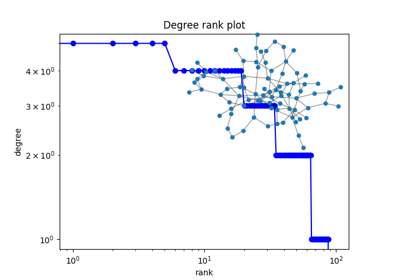 Degree rank plot
degree
4 × 10⁰
3 × 10⁰
2 × 10⁰
10⁰
10⁰
10¹
10²
rank